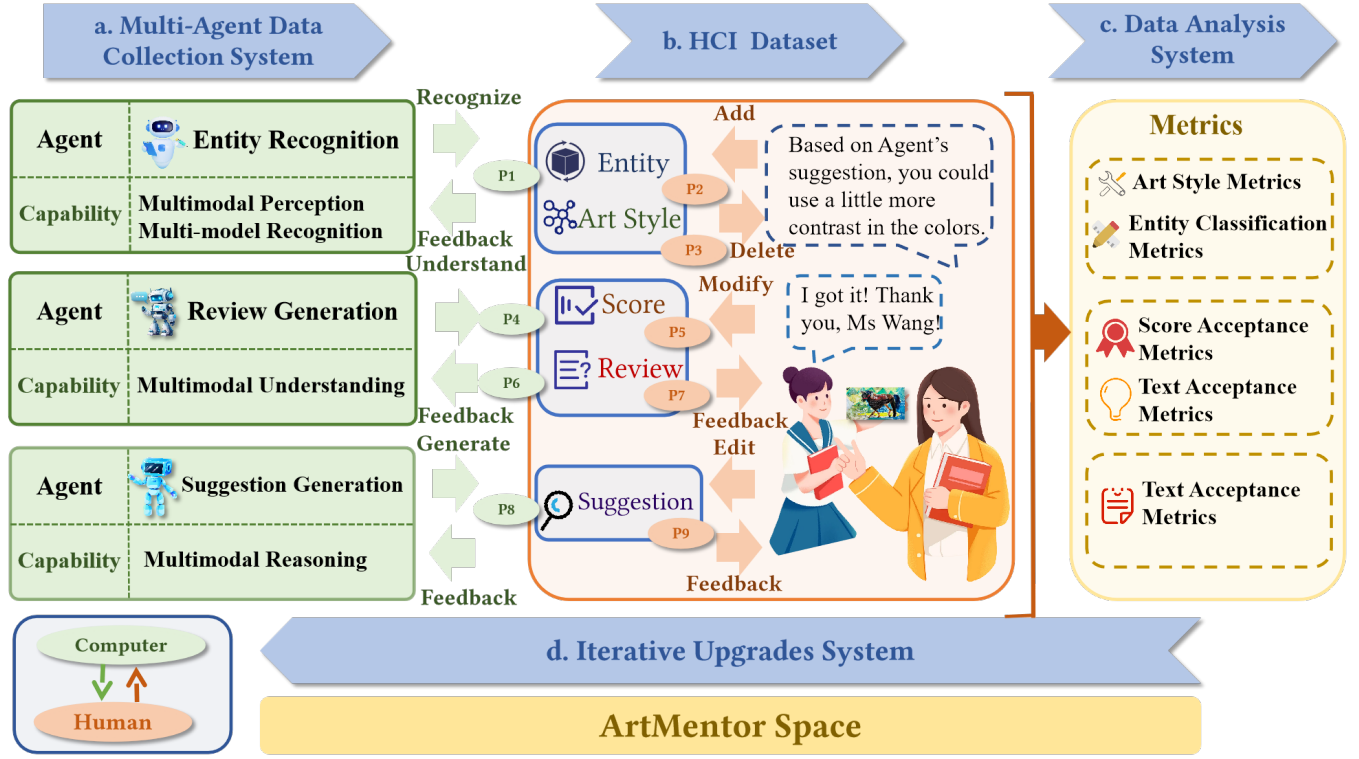 a. Multi-Agent Data
Collection System
b. HCI Dataset
c. Data Analysis
System
Agent
Entity Recognition
Capability
Multimodal Perception
Multi-model Recognition
Agent
Review Generation
Capability
Multimodal Understanding
Agent
Suggestion Generation
Capability
Multimodal Reasoning
Recognize
P1
Feedback
Understand
P4
P6
Feedback
Generate
P8
Feedback
Entity
P2
Art Style
P3
Score
P5
Review
P7
Suggestion
P9
Add
Delete
Modify
Feedback
Edit
Feedback
Based on Agent's
suggestion, you could
use a little more
contrast in the colors.
I got it! Thank
you, Ms Wang!
Metrics
Art Style Metrics
Entity Classification
Metrics
Score Acceptance
Metrics
Text Acceptance
Metrics
Text Acceptance
Metrics
Computer
Human
d. Iterative Upgrades System
ArtMentor Space